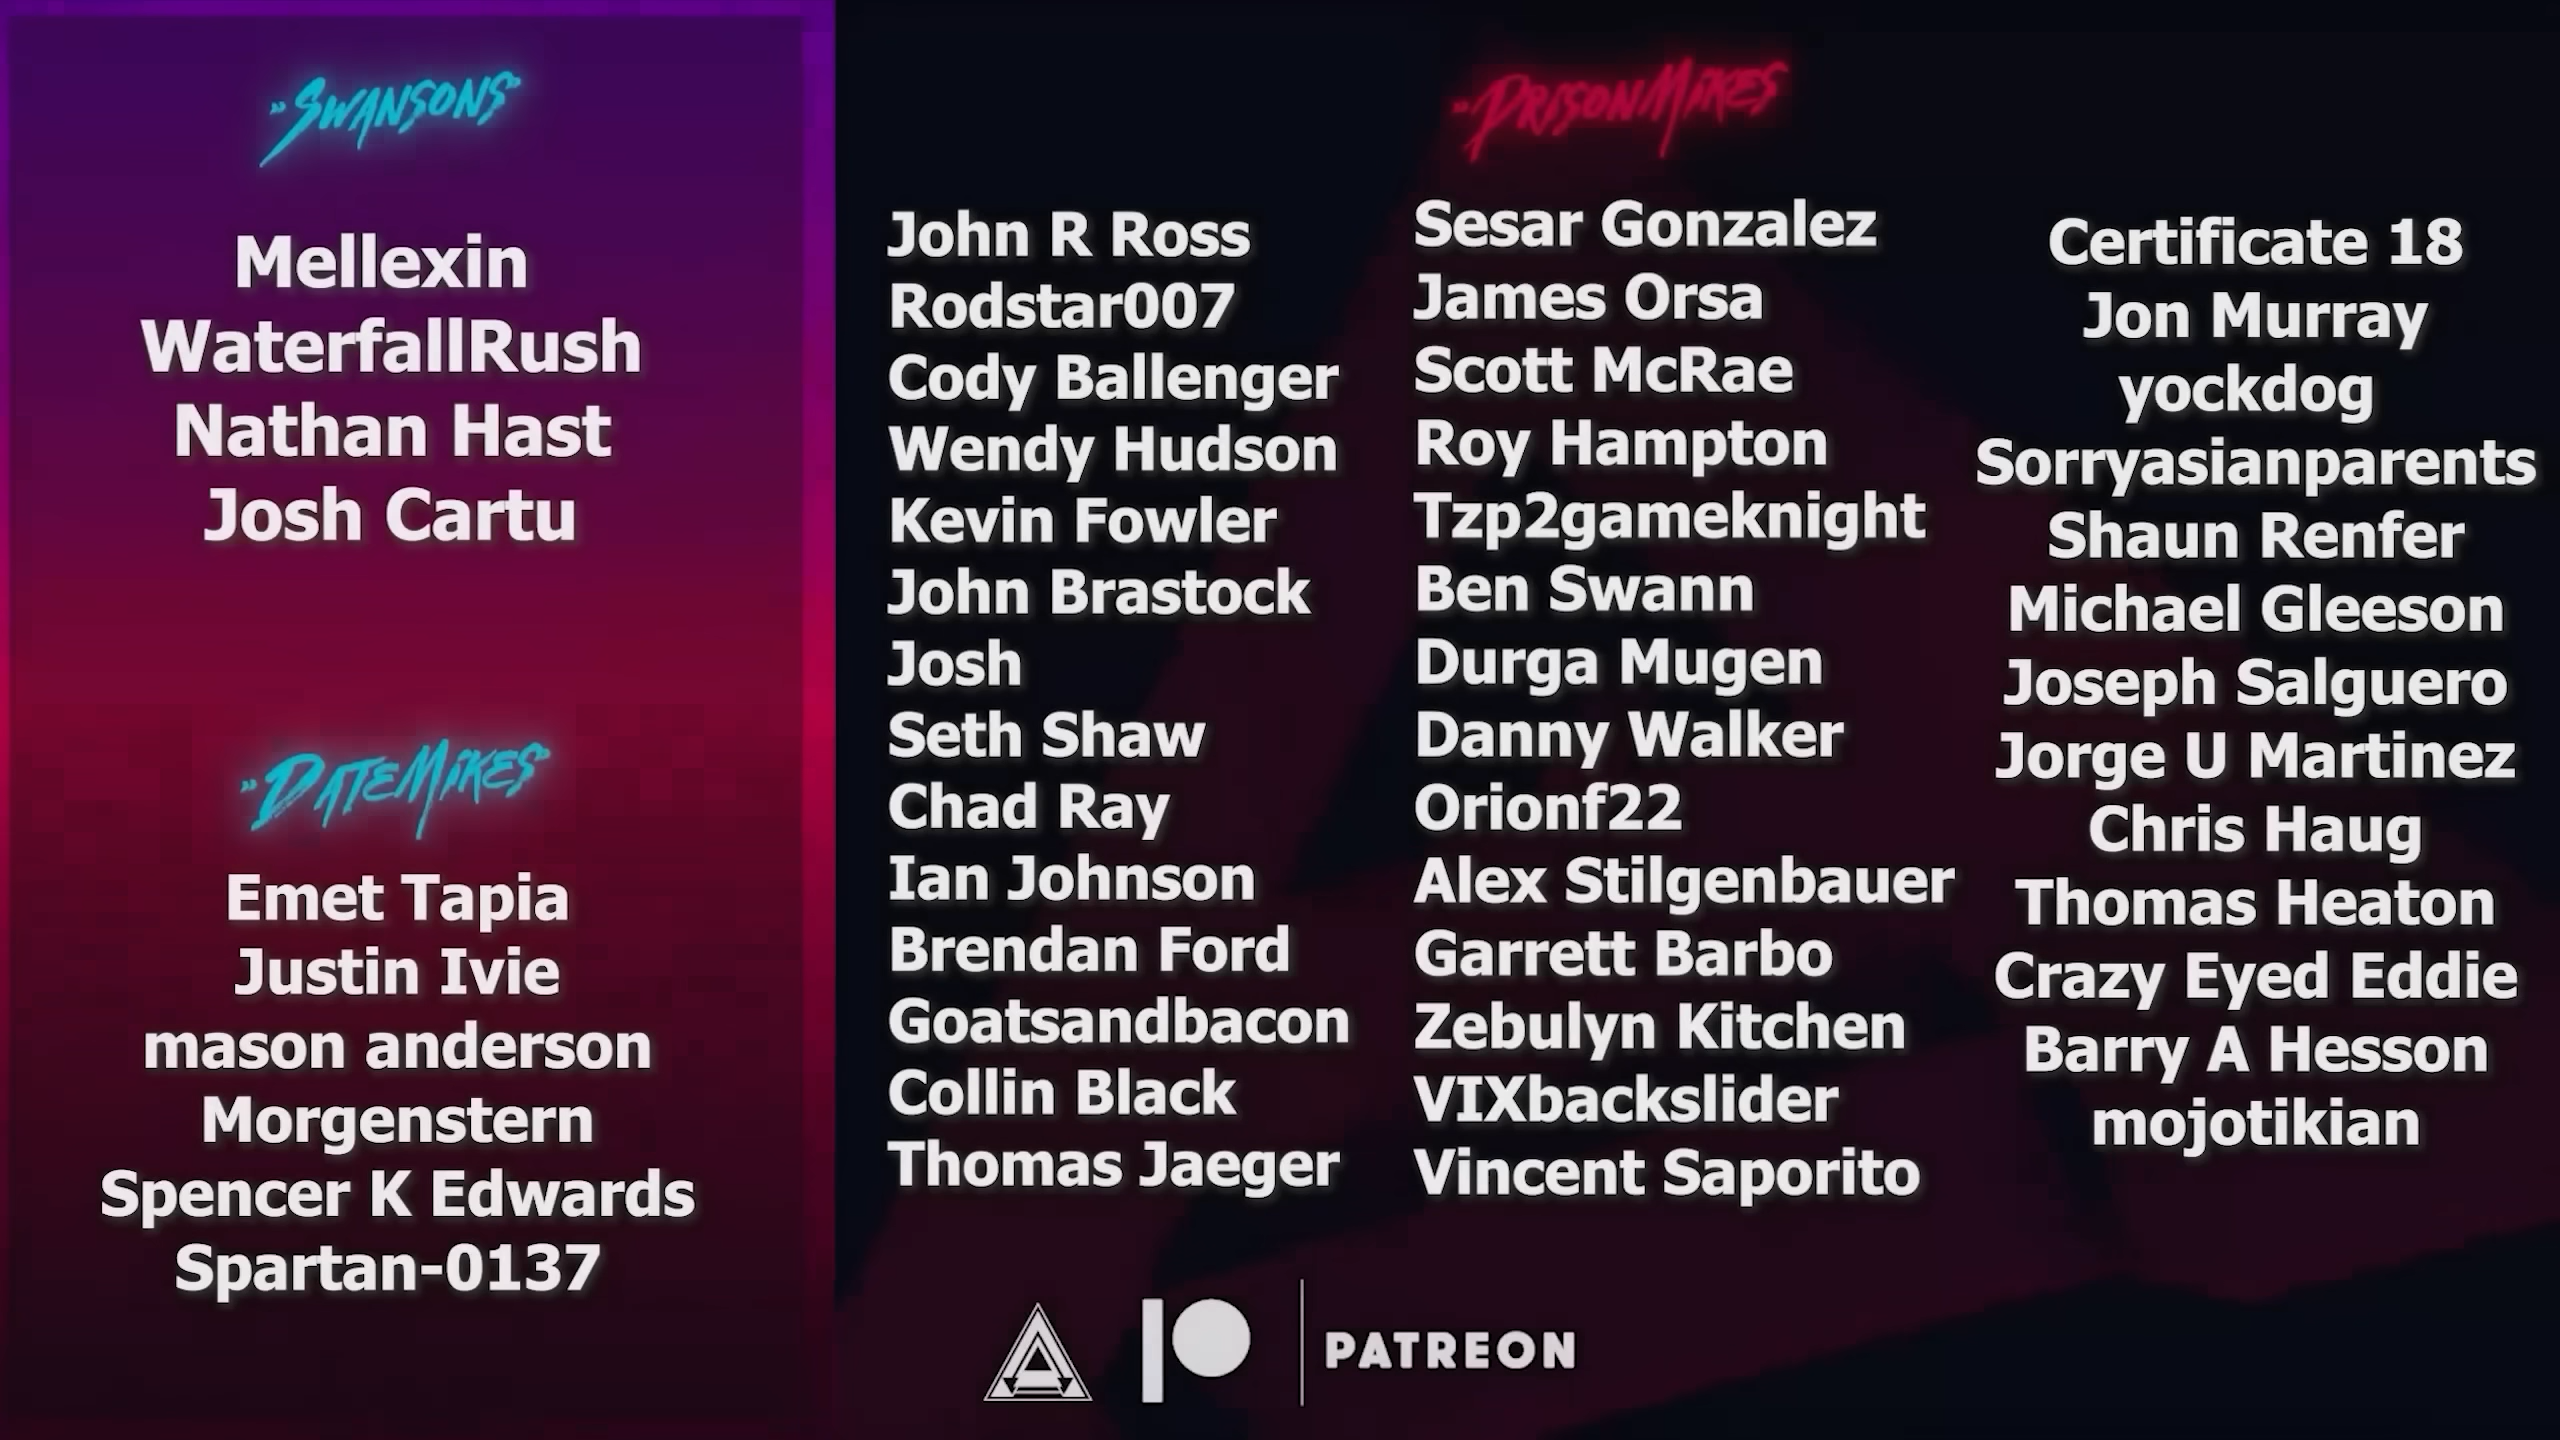 "Swansons"
Mellexin
WaterfallRush
Nathan Hast
Josh Cartu
"DateMikes"
Emet Tapia
Justin Ivie
mason anderson
Morgenstern
Spencer K Edwards
Spartan-0137
"PrisonMikes
John R Ross
Rodstar007
Cody Ballenger
Wendy Hudson
Kevin Fowler
John Brastock
Josh
Seth Shaw
Chad Ray
Ian Johnson
Brendan Ford
Goatsandbacon
Collin Black
Thomas Jaeger
Sesar Gonzalez
James Orsa
Scott McRae
Roy Hampton
Tzp2gameknight
Ben Swann
Durga Mugen
Danny Walker
Orionf22
Alex Stilgenbauer
Garrett Barbo
Zebulyn Kitchen
VIXbackslider
Vincent Saporito
Certificate 18
Jon Murray
yockdog
Sorryasianparents
Shaun Renfer
Michael Gleeson
Joseph Salguero
Jorge U Martinez
Chris Haug
Thomas Heaton
Crazy Eyed Eddie
Barry A Hesson
mojotikian
PATREON